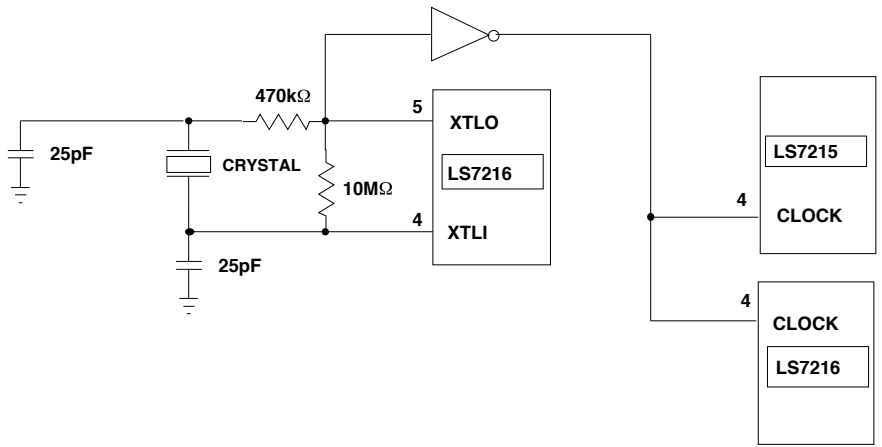 470kΩ
5
XTLO
25pF
CRYSTAL
LS7216
10MΩ
4
XTLI
25pF
LS7215
4
CLOCK
4
CLOCK
LS7216